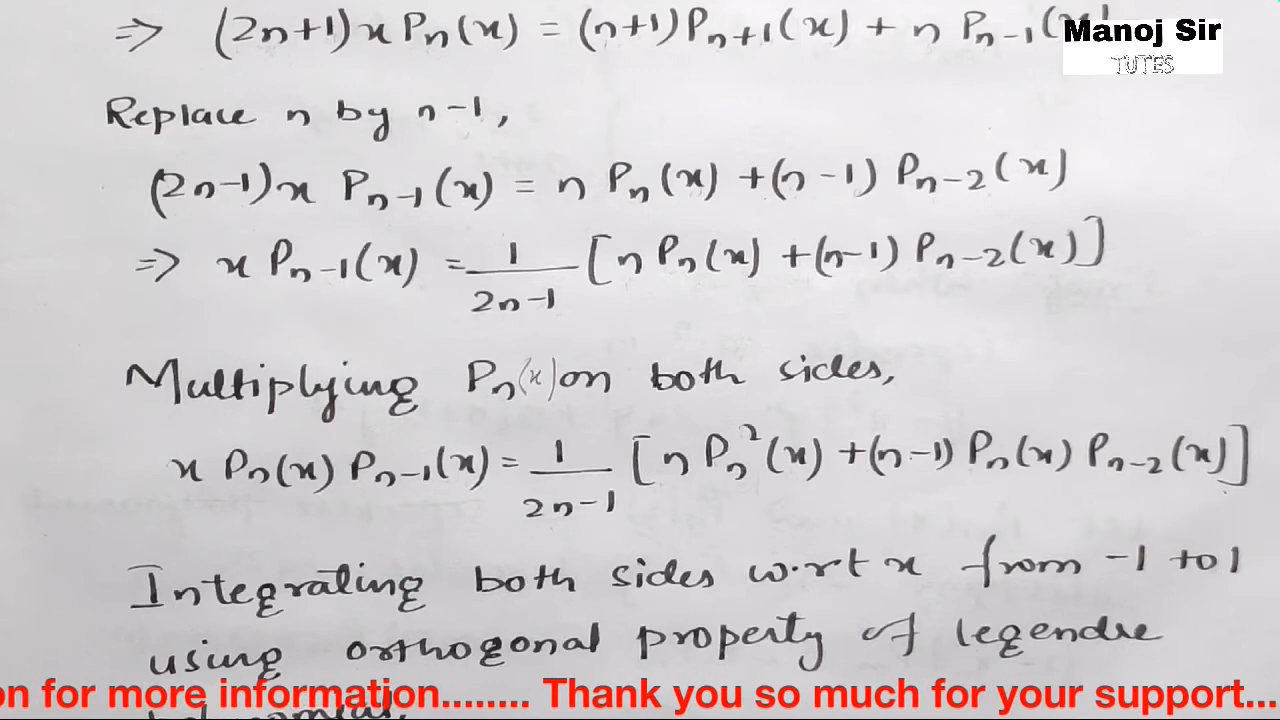 ⇒ (2n+1) x Pn(x) = (n+1) Pn+1(x) + n Pn-1(x)
Manoj Sir
TUTES
Replace n by n-1,
(2n-1)x Pn-1(x) = n Pn(x) + (n-1) Pn-2(x)
⇒ x Pn-1(x) = 1/(2n-1) [n Pn(x) + (n-1) Pn-2(x)]
Multiplying Pn(x) on both sides,
x Pn(x) Pn-1(x) = 1/(2n-1) [n Pn²(x) + (n-1) Pn(x) Pn-2(x)]
Integrating both sides w.r.t x from -1 to 1
using orthogonal property of legendre
on for more information........ Thank you so much for your support...